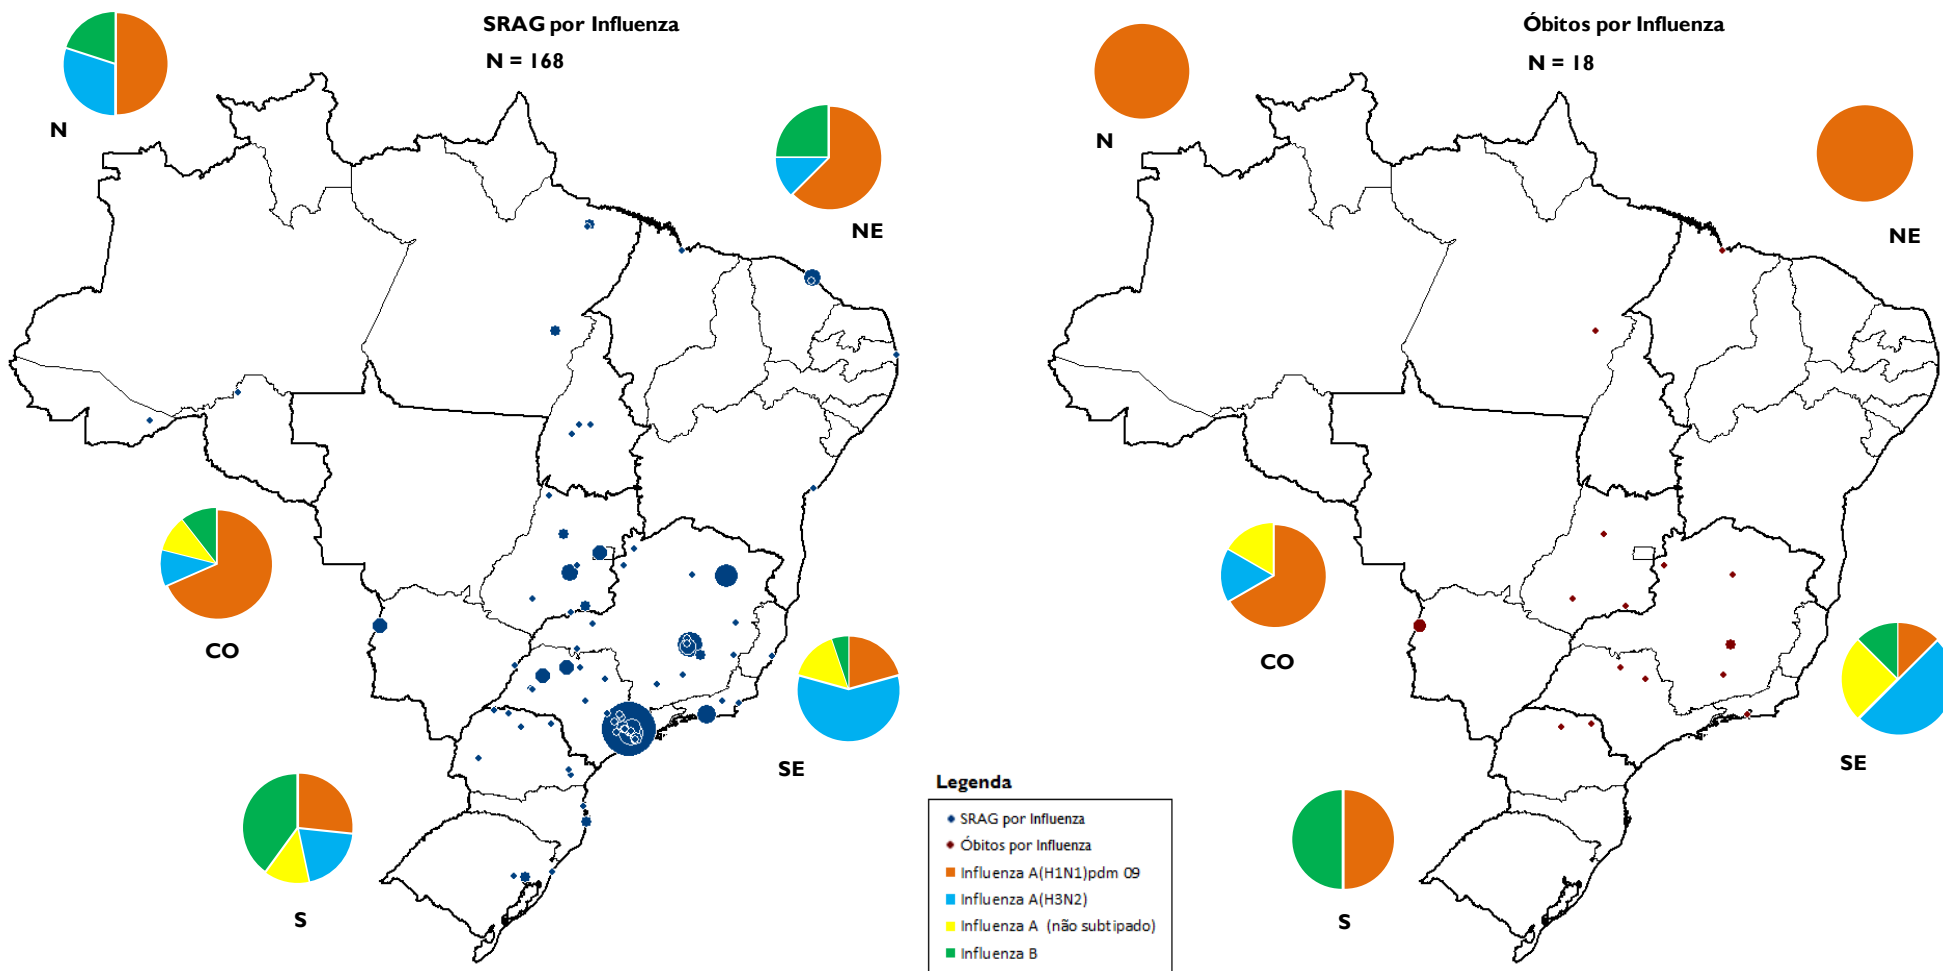 SRAG por Influenza
N = 168
N
NE
CO
SE
S
Óbitos por Influenza
N = 18
N
NE
CO
SE
S
Legenda
SRAG por Influenza
Óbitos por Influenza
Influenza A(H1N1)pdm 09
Influenza A(H3N2)
Influenza A (não subtipado)
Influenza B